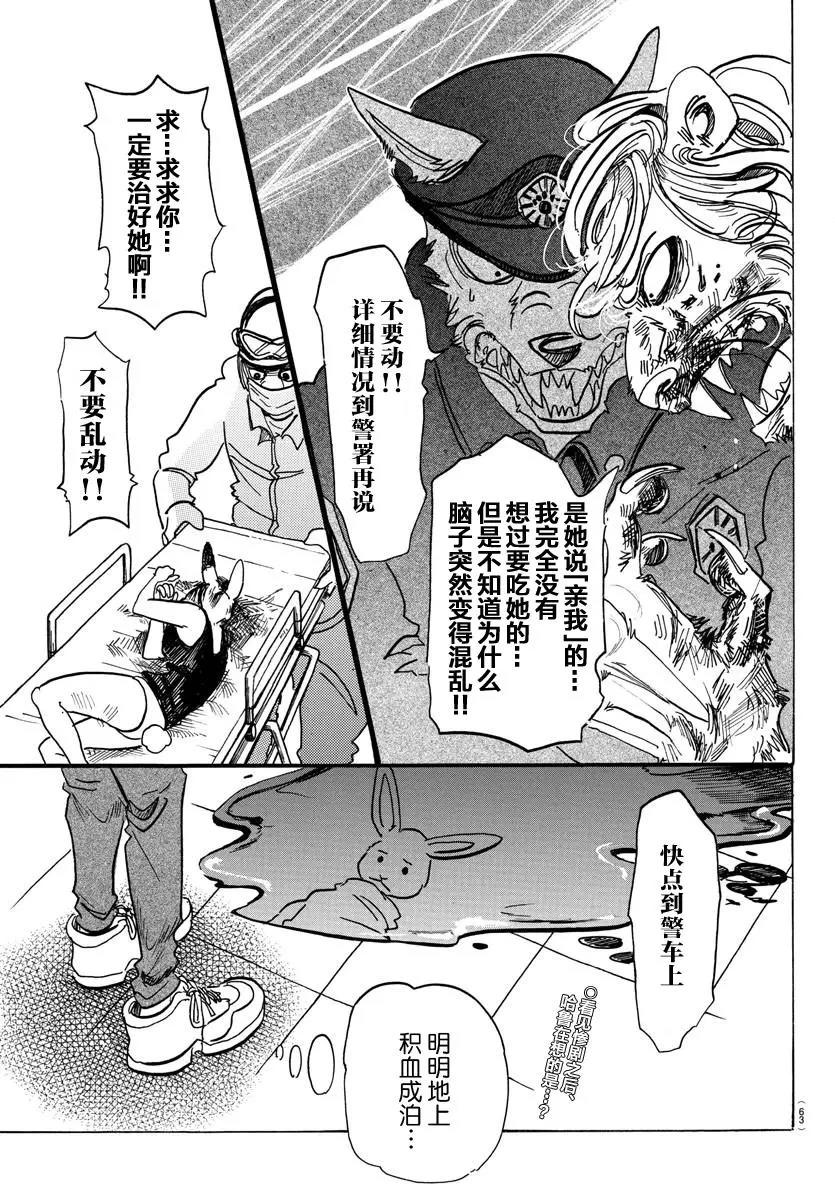 是她说「亲我」的…
我完全没有
想过要吃她的…
但是不知道为什么
脑子突然变得混乱!!
不要动!!
详细情况到警署再说
求…求求你…
一定要治好她啊!!
不要乱动!!
快点到警车上
明明地上
积血成泊…
○看见惨剧之后、
哈鲁在想的是…?
(63)